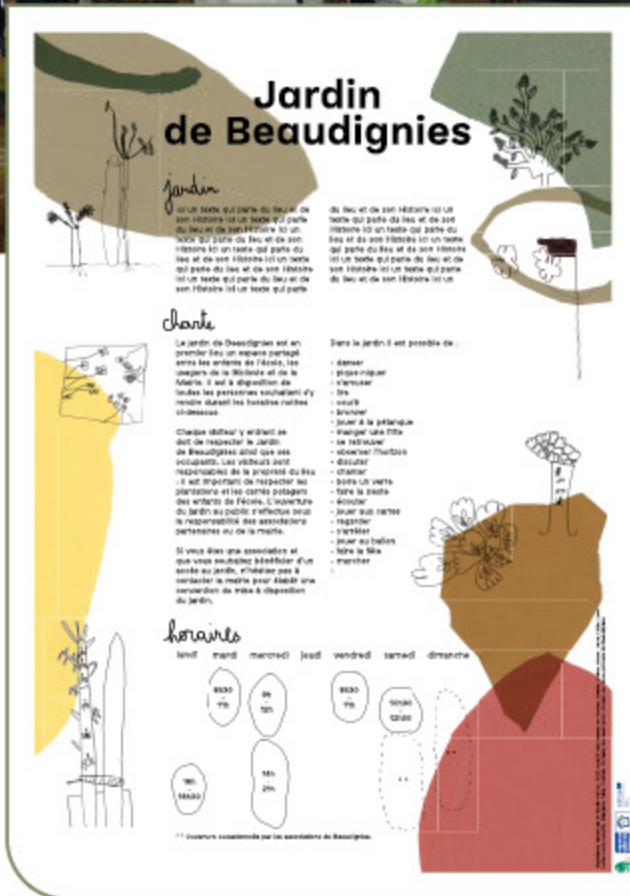 Jardin
de Beaudignies
jardin
Ici un texte qui parle du lieu et de
son Histoire Ici un texte qui parle
du lieu et de son Histoire Ici un
texte qui parle du lieu et de son
Histoire Ici un texte qui parle du
lieu et de son Histoire Ici un texte
qui parle du lieu et de son Histoire
Ici un texte qui parle du lieu et de
son Histoire Ici un texte qui parle
du lieu et de son Histoire Ici un
texte qui parle du lieu et de son
Histoire Ici un texte qui parle du
lieu et de son Histoire Ici un texte
qui parle du lieu et de son Histoire
Ici un texte qui parle du lieu et de
son Histoire Ici un texte qui parle
du lieu et de son Histoire Ici un
charte
Le jardin de Beaudignies est en
premier lieu un espace partagé
entre les enfants de l'école, les
usagers de la Bibliovie et de la
Mairie. Il est à disposition de
toutes les personnes souhaitant s'y
rendre durant les horaires notées
ci-dessous.
Chaque visiteur y entrant se
doit de respecter le Jardin
de Beaudignies ainsi que ses
occupants. Les visiteurs sont
responsables de la propreté du lieu
: il est important de respecter les
plantations et les carrés potagers
des enfants de l'école. L'ouverture
du jardin au public s'effectue sous
la responsabilité des associations
partenaires ou de la mairie.
Si vous êtes une association et
que vous souhaitez bénéficier d'un
accès au jardin, n'hésitez pas à
contacter la mairie pour établir une
convention de mise à disposition
du jardin.
Dans le jardin il est possible de :
- danser
- pique-niquer
- s'amuser
- lire
- courir
- bronzer
- jouer à la pétanque
- manger une frite
- se retrouver
- observer l'horizon
- discuter
- chanter
- boire un verre
- faire la sieste
- écouter
- jouer aux cartes
- regarder
- s'arrêter
- jouer au ballon
- faire la fête
- marcher
-
horaires
lundi mardi mercredi jeudi vendredi samedi dimanche
9h
-
12h
14h
-
** Ouverture occasionnelle par les associations de Beaudignies.